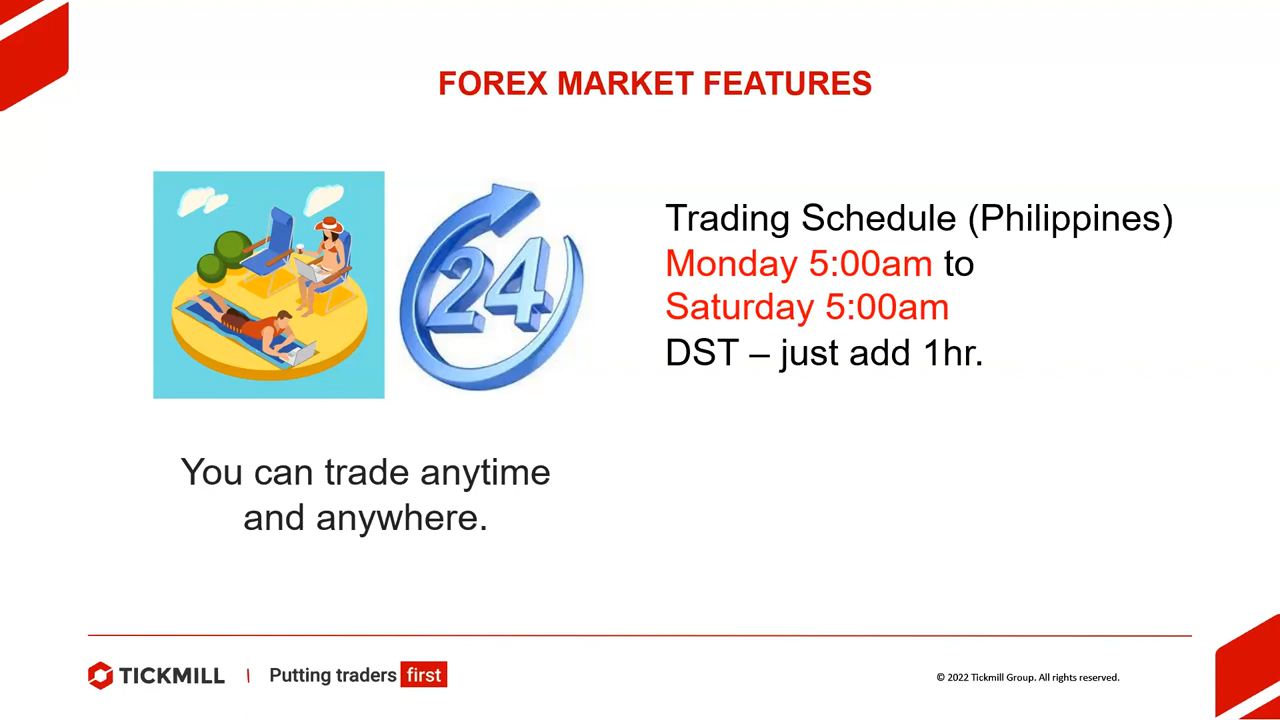 FOREX MARKET FEATURES
24
Trading Schedule (Philippines)
Monday 5:00am to
Saturday 5:00am
DST – just add 1hr.
You can trade anytime
and anywhere.
TICKMILL | Putting traders first
© 2022 Tickmill Group. All rights reserved.